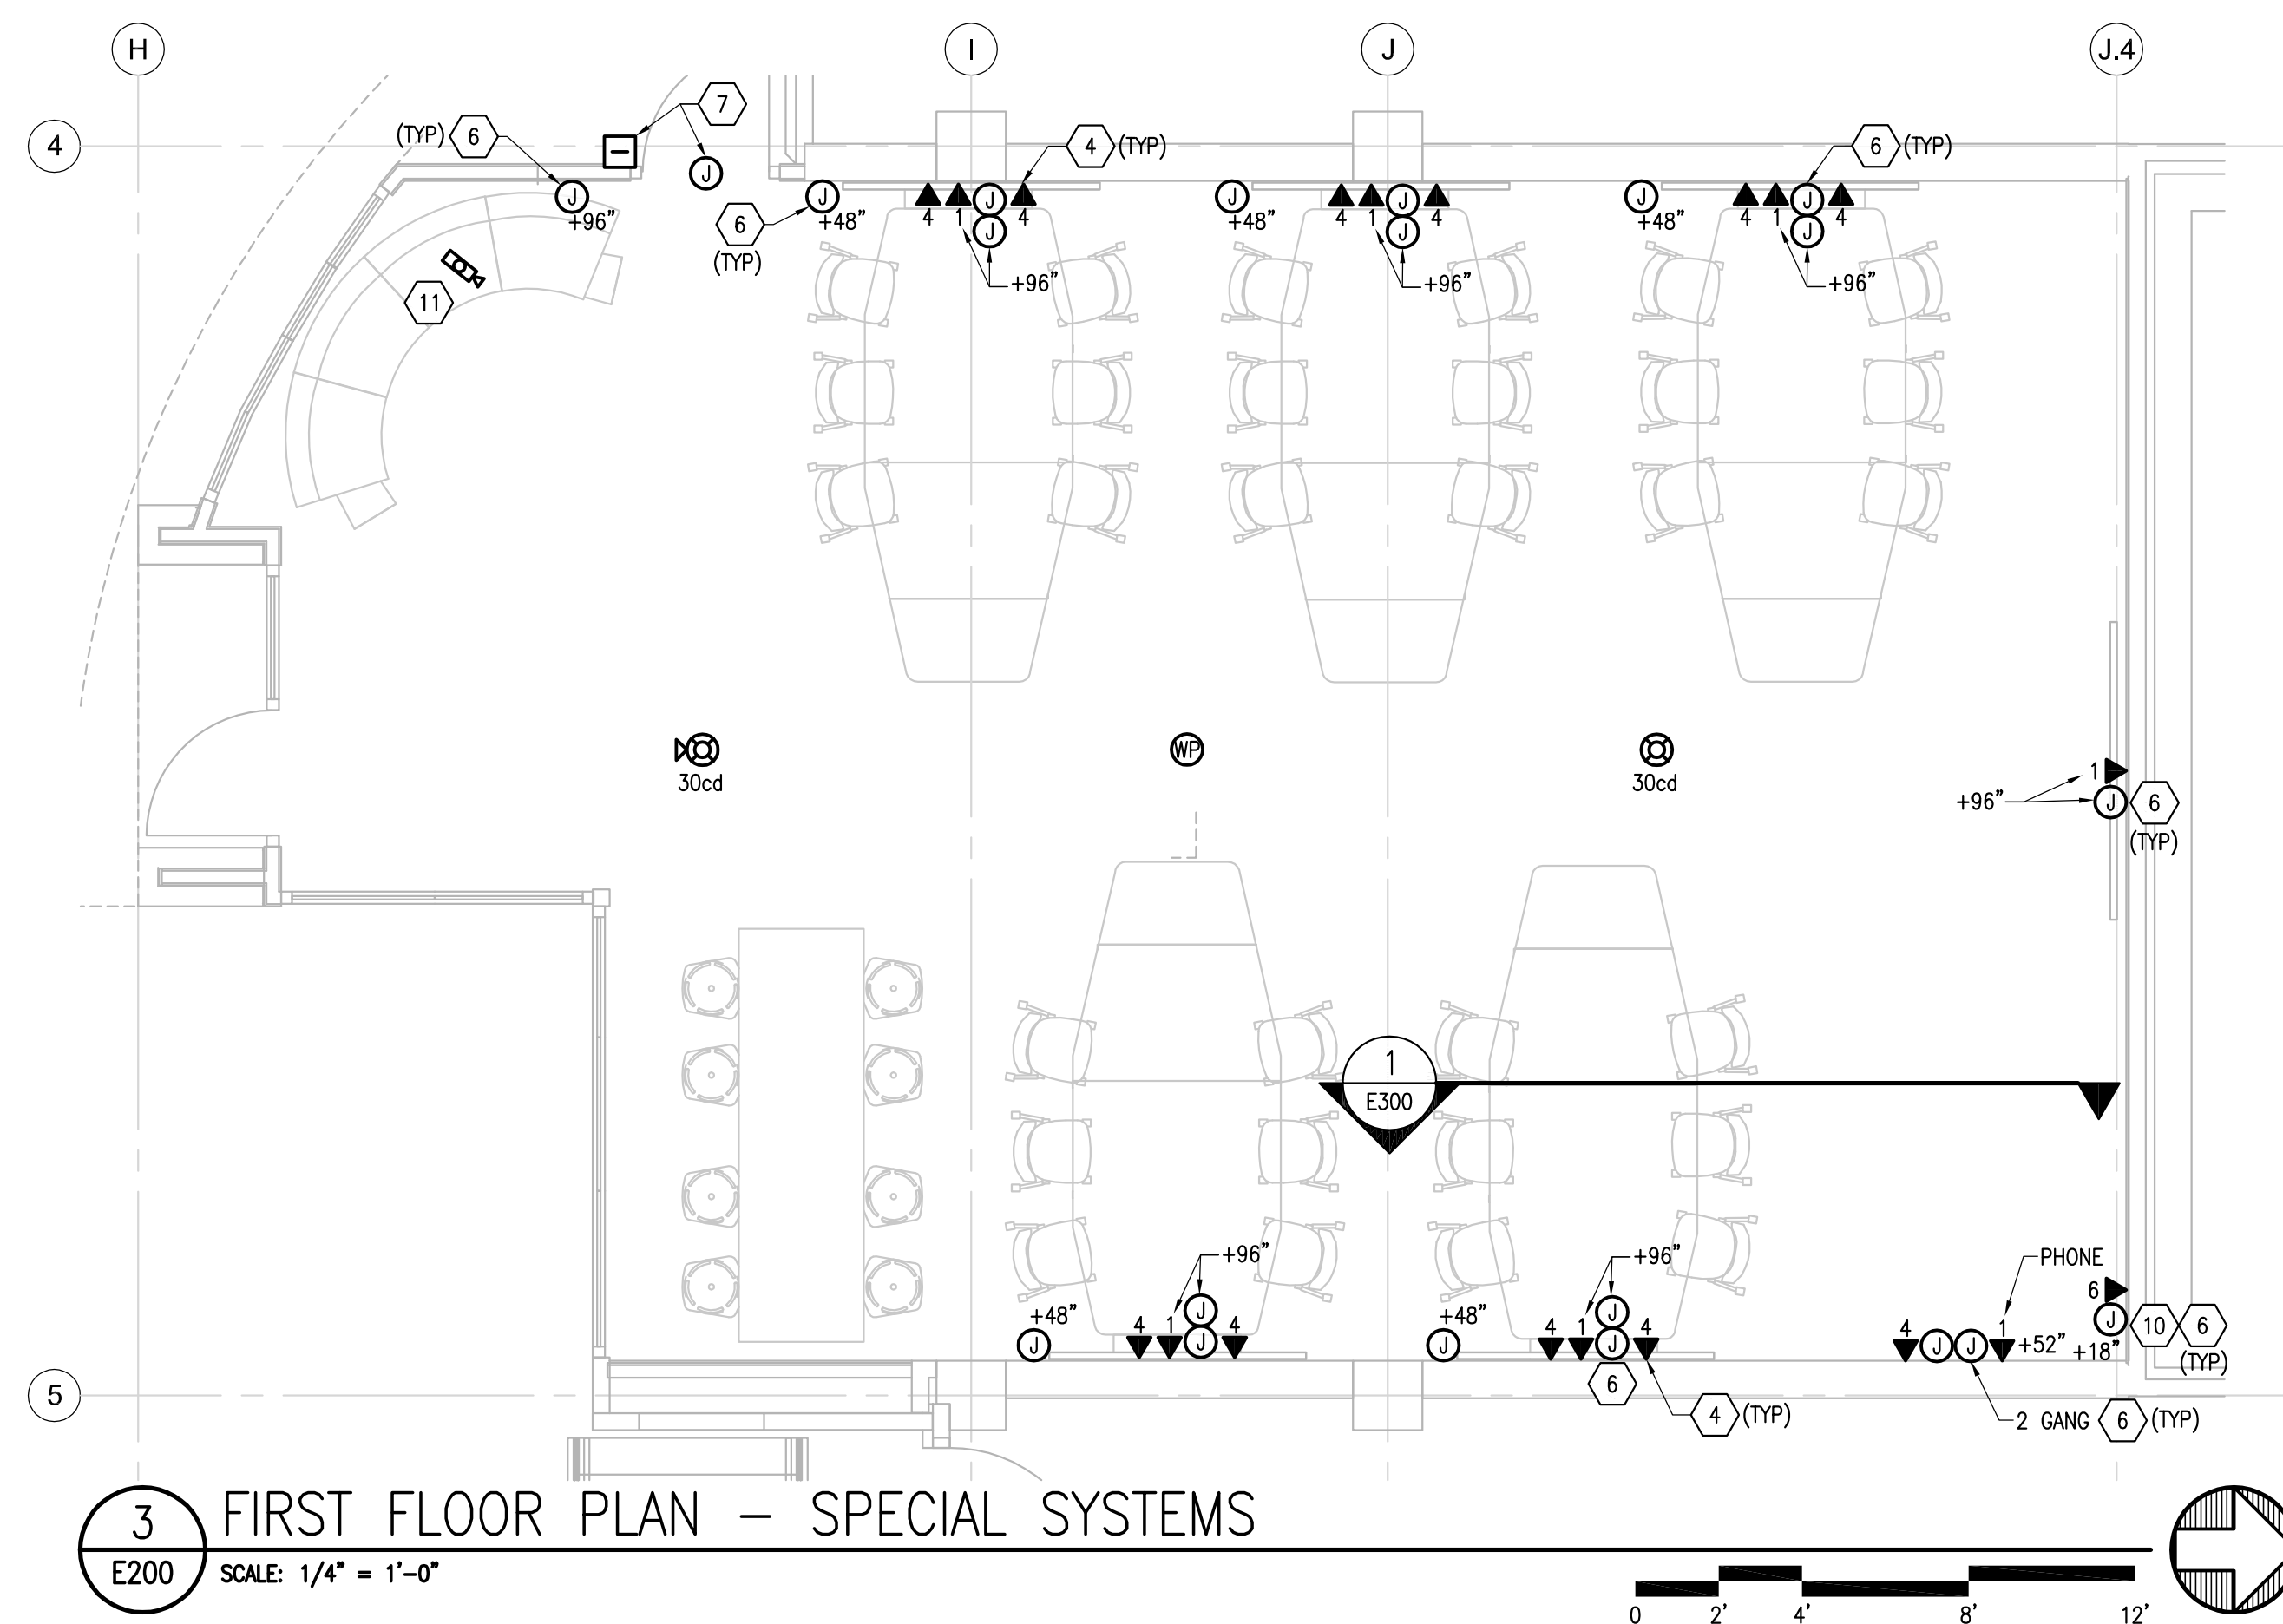 H I J J.4
4
7
(TYP) 6
4 (TYP)
6 (TYP)
J
J
+96"
6
(TYP)
J
+48"
4 1 J 4
J
+96"
J
+48"
4 1 J 4
J
+96"
J
+48"
4 1 J 4
J
+96"
11
30cd
WP
30cd
1
+96"
J 6
(TYP)
1
E300
+96"
+48"
J
4 1 J 4
J
+96"
+48"
J
4 1 J 4
J
6
4 (TYP)
PHONE
6
J 10 6
(TYP)
4 J J 1 +52" +18"
2 GANG 6 (TYP)
5
3
E200
FIRST FLOOR PLAN - SPECIAL SYSTEMS
SCALE: 1/4" = 1'-0"
0 2' 4' 8' 12'